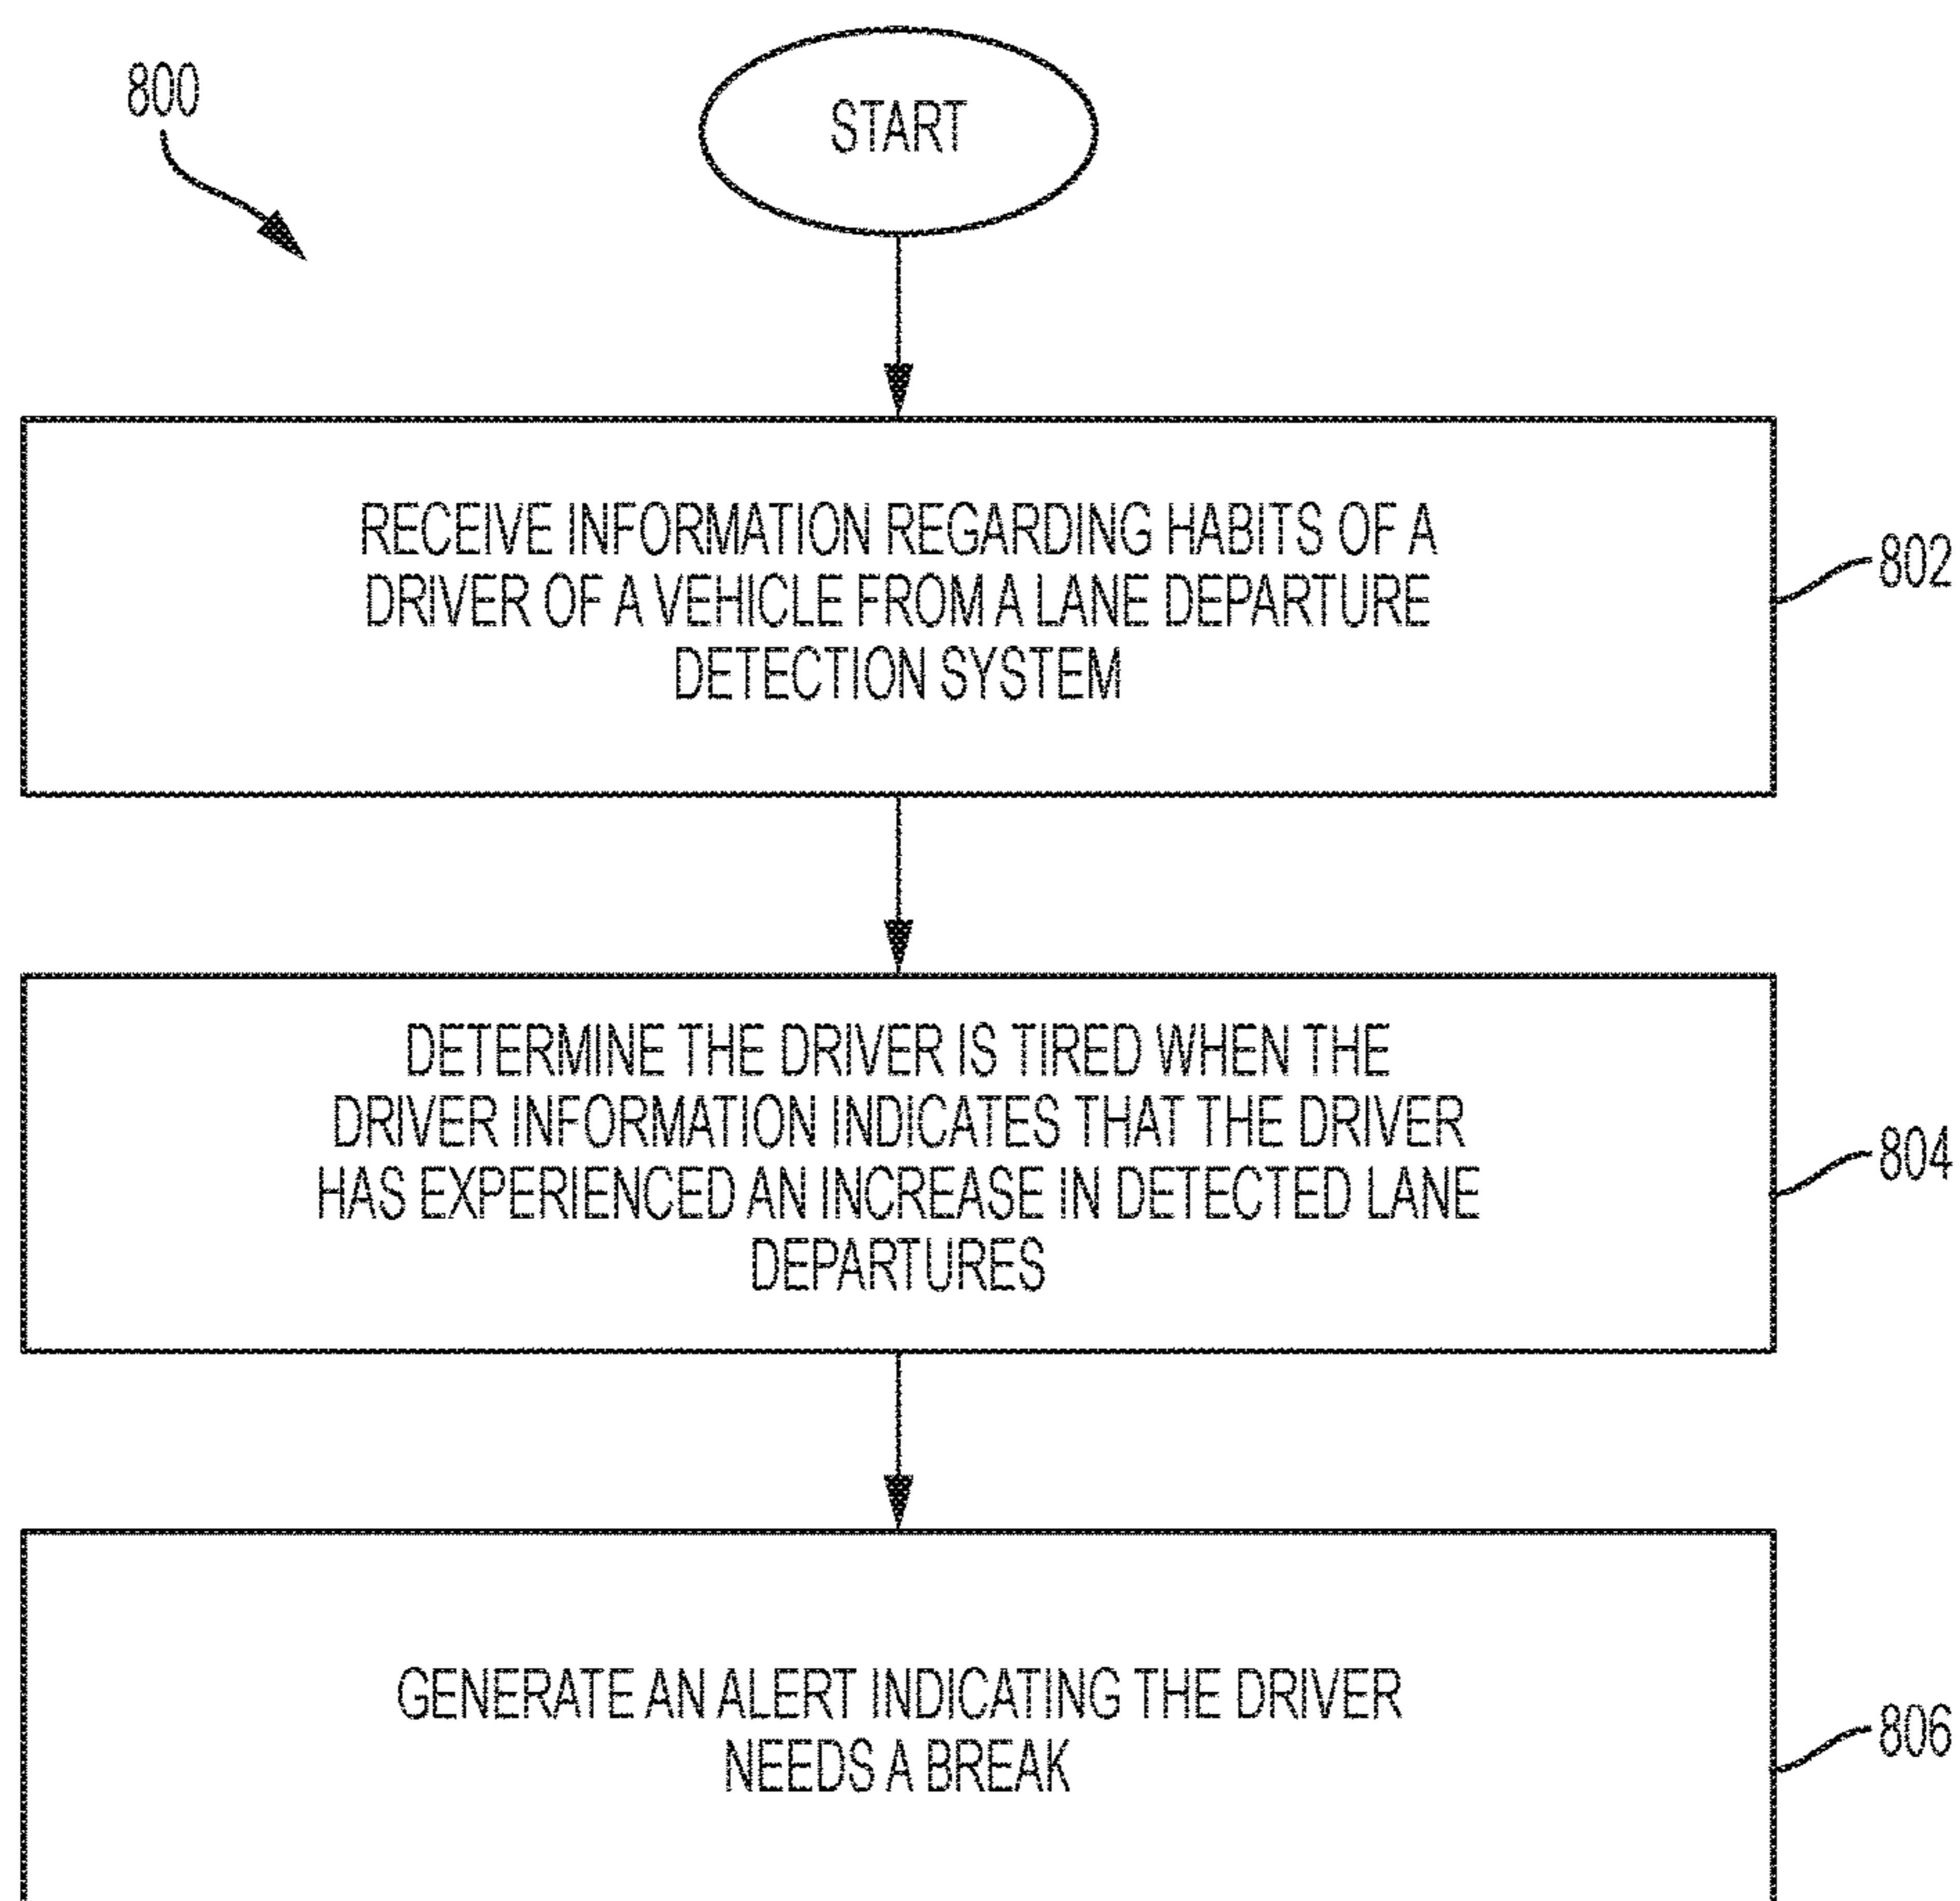 800
START
RECEIVE INFORMATION REGARDING HABITS OF A
DRIVER OF A VEHICLE FROM A LANE DEPARTURE
DETECTION SYSTEM
802
DETERMINE THE DRIVER IS TIRED WHEN THE
DRIVER INFORMATION INDICATES THAT THE DRIVER
HAS EXPERIENCED AN INCREASE IN DETECTED LANE
DEPARTURES
804
GENERATE AN ALERT INDICATING THE DRIVER
NEEDS A BREAK
806